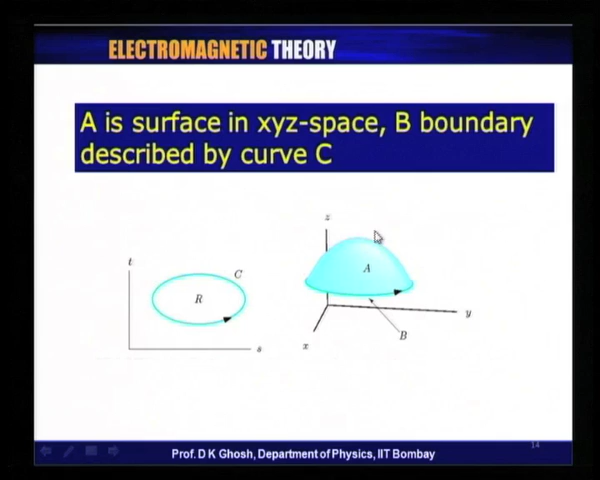 ELECTROMAGNETIC THEORY
A is surface in xyz-space, B boundary
described by curve C
z
t
C
A
R
y
B
x
s
14
Prof. D K Ghosh, Department of Physics, IIT Bombay